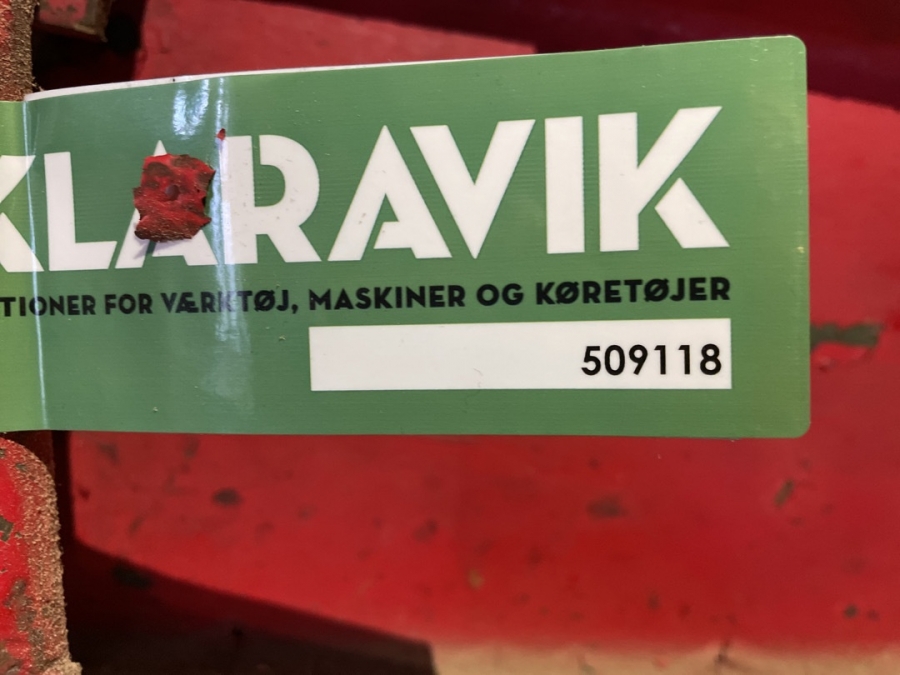 KLARAVIK
TIONER FOR VÆRKTØJ, MASKINER OG KØRETØJER
509118